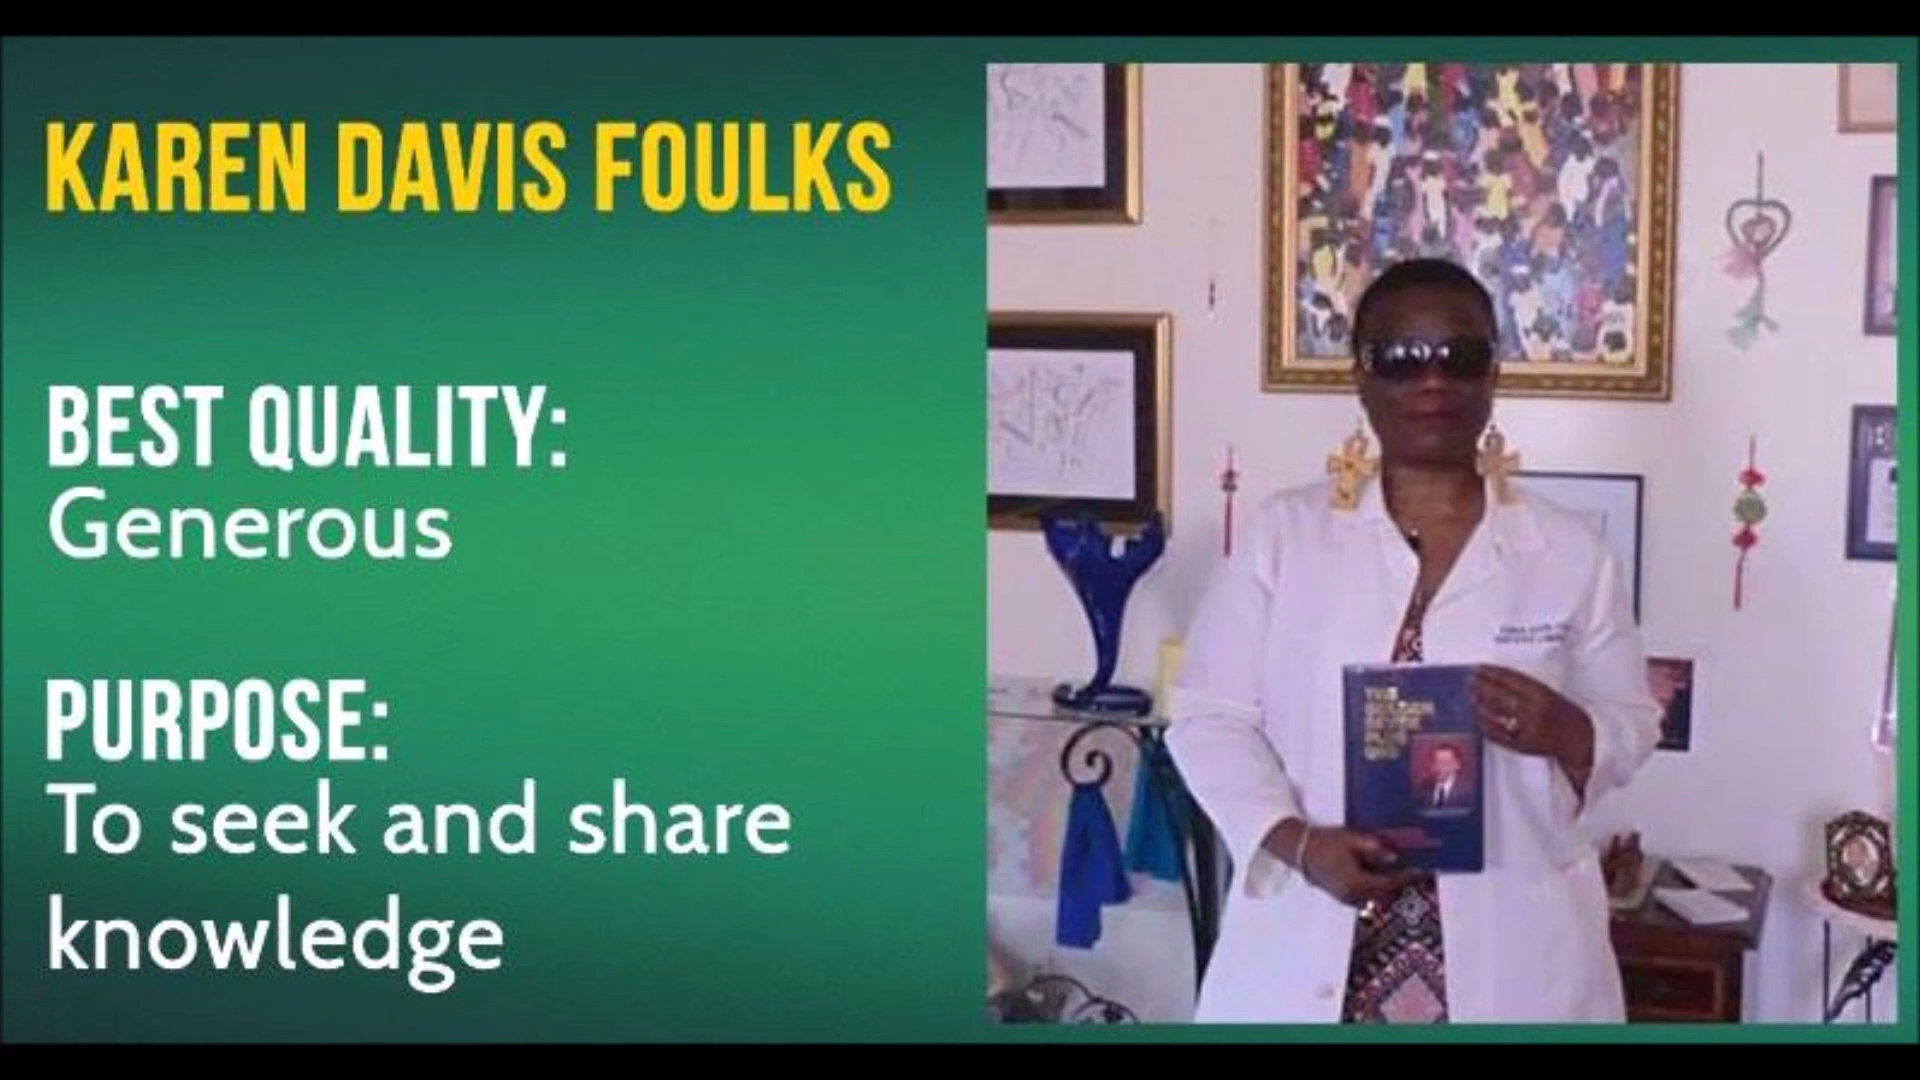 KAREN DAVIS FOULKS
BEST QUALITY:
Generous
PURPOSE:
To seek and share
knowledge